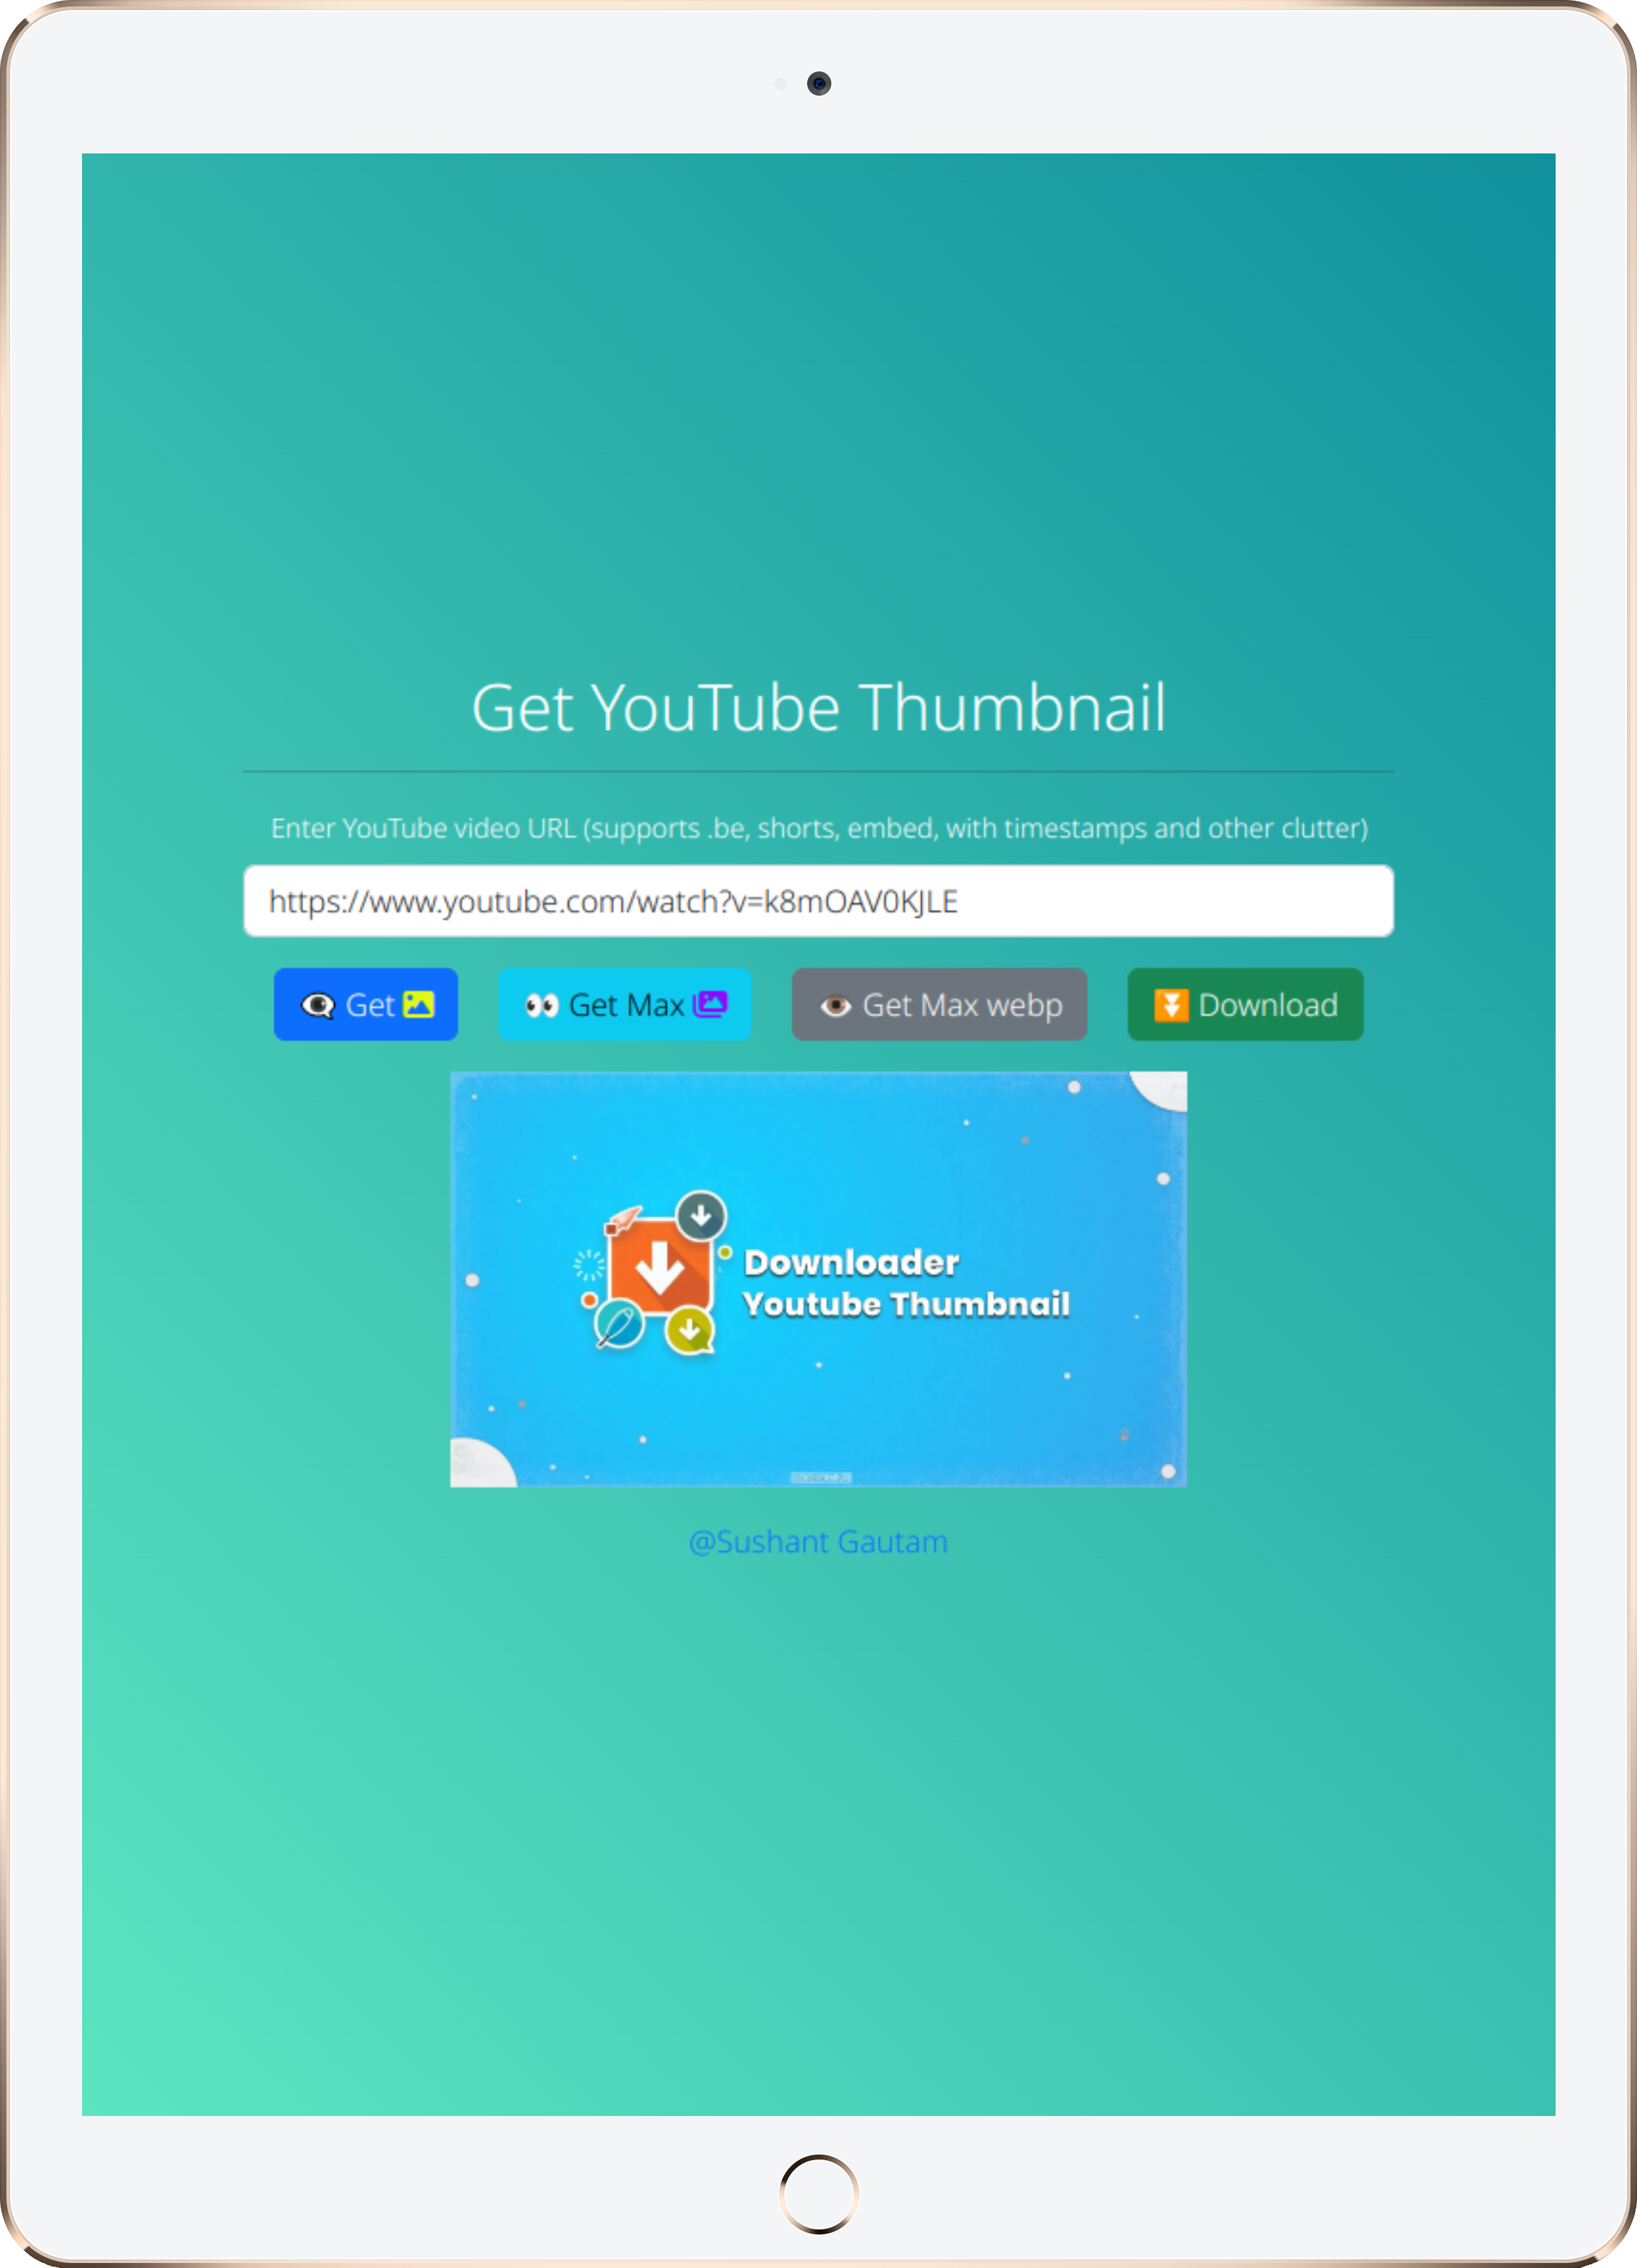 Get YouTube Thumbnail
Enter YouTube video URL (supports .be, shorts, embed, with timestamps and other clutter)
https://www.youtube.com/watch?v=k8mOAV0KJLE
Get
Get Max
Get Max webp
Download
Downloader
Youtube Thumbnail
@Sushant Gautam